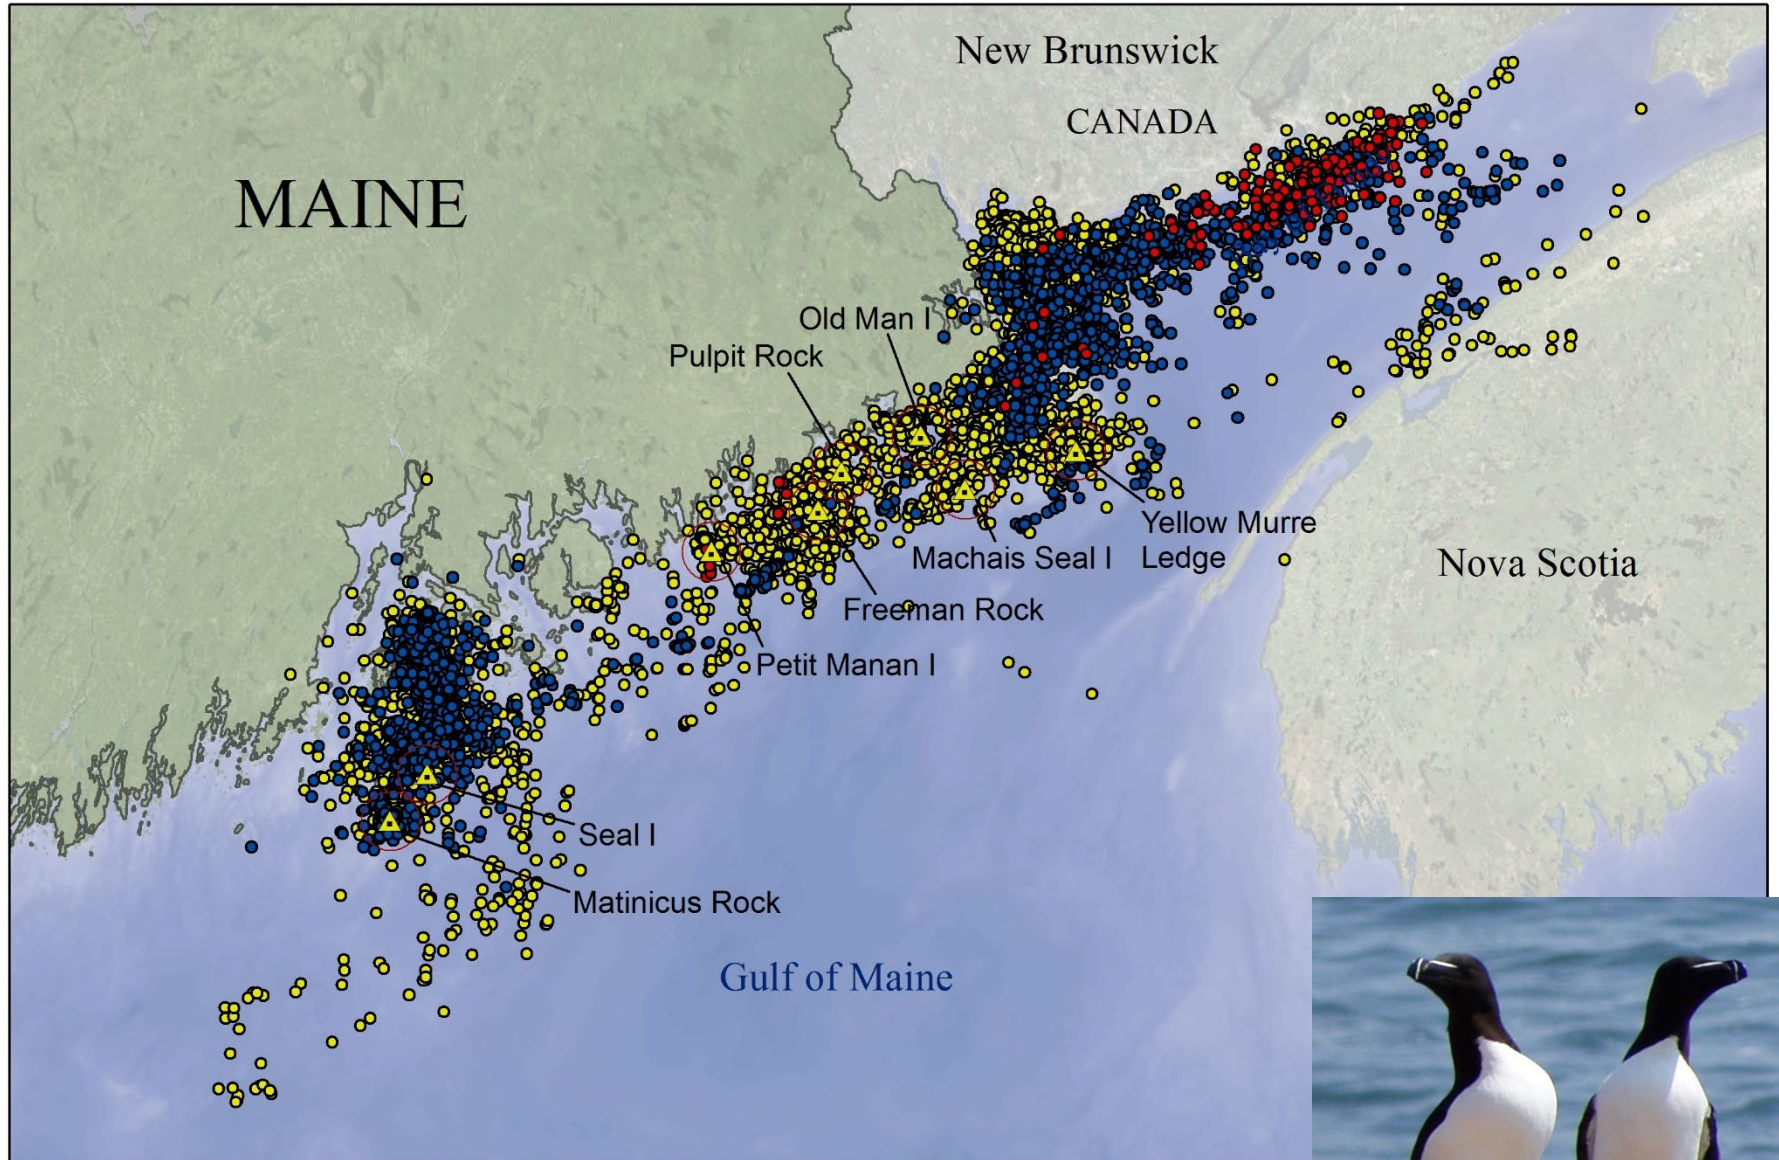 New Brunswick
CANADA
MAINE
Old Man I
Pulpit Rock
Yellow Murre
Ledge
Machais Seal I
Nova Scotia
Freeman Rock
Petit Manan I
Seal I
Matinicus Rock
Gulf of Maine